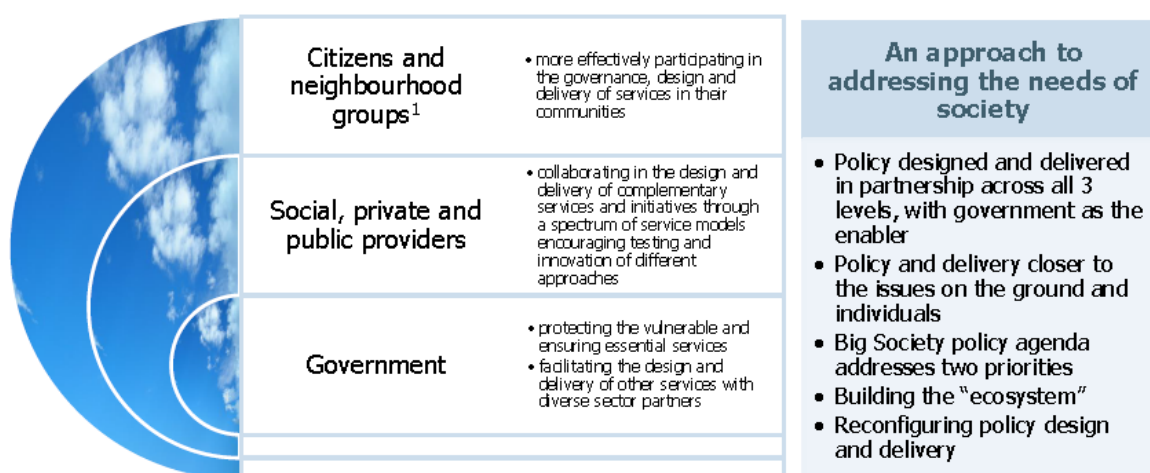 Citizens and
neighbourhood
groups1
• more effectively participating in
the governance, design and
delivery of services in their
communities
Social, private and
public providers
• collaborating in the design and
delivery of complementary
services and initiatives through
a spectrum of service models
encouraging testing and
innovation of different
approaches
Government
• protecting the vulnerable and
ensuring essential services
• facilitating the design and
delivery of other services with
diverse sector partners
An approach to
addressing the needs of
society
• Policy designed and delivered
in partnership across all 3
levels, with government as the
enabler
• Policy and delivery closer to
the issues on the ground and
individuals
• Big Society policy agenda
addresses two priorities
• Building the “ecosystem”
• Reconfiguring policy design
and delivery